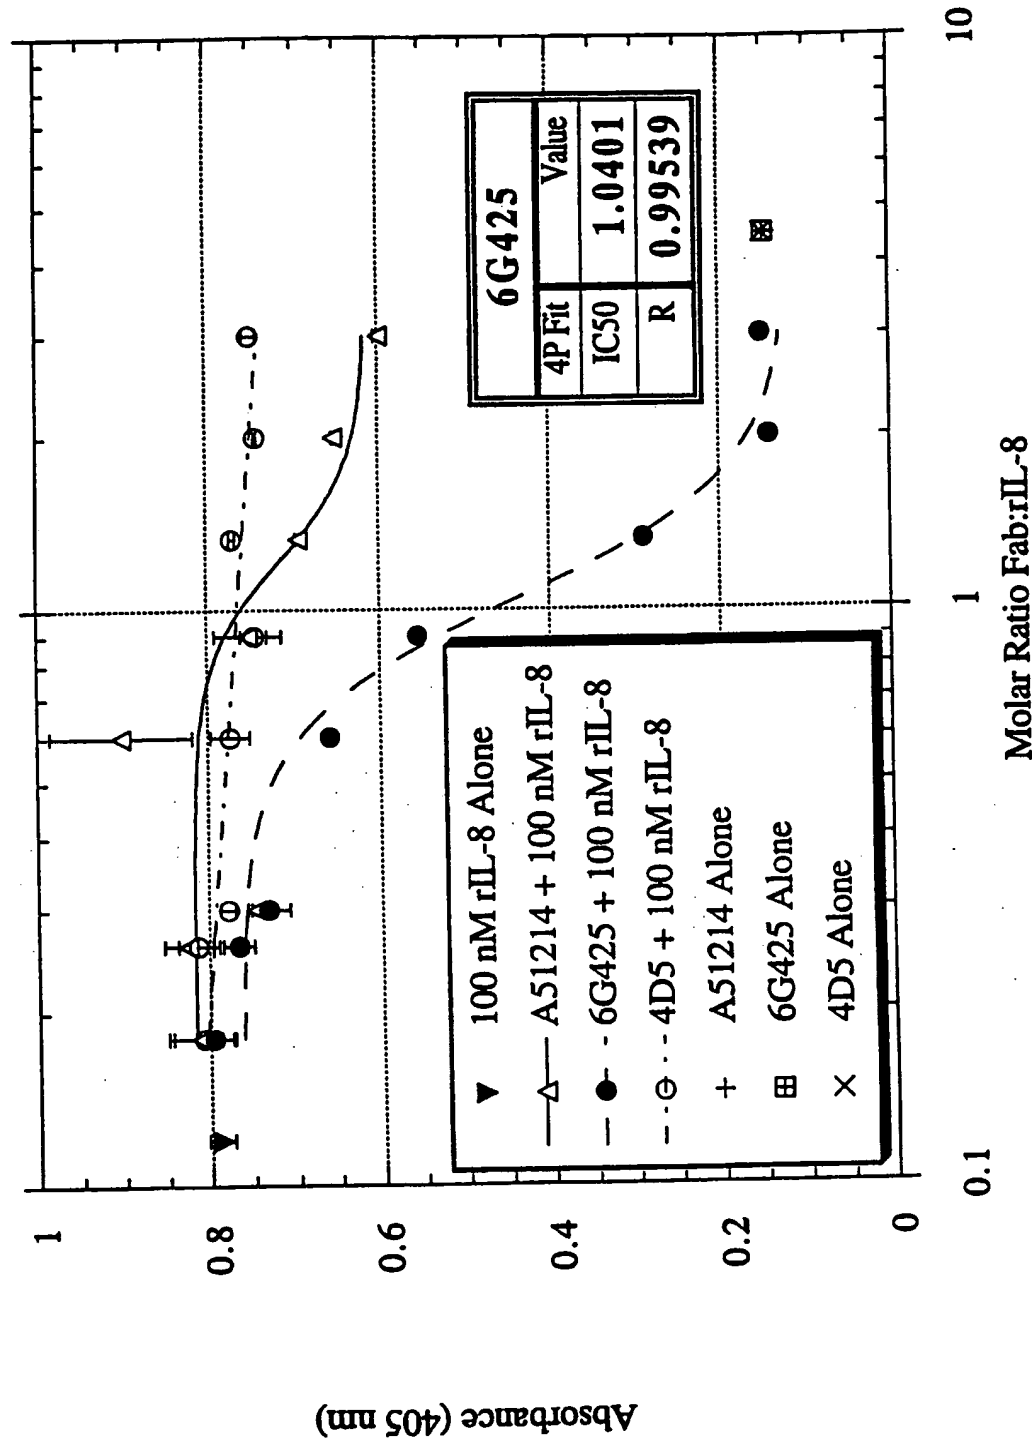 Absorbance (405 nm)
1
0.8
0.6
0.4
0.2
0
0.1
1
10
Molar Ratio Fab:rIL-8
100 nM rIL-8 Alone
A51214 + 100 nM rIL-8
6G425 + 100 nM rIL-8
4D5 + 100 nM rIL-8
A51214 Alone
6G425 Alone
4D5 Alone
6G425
4P Fit Value
IC50 1.0401
R 0.99539